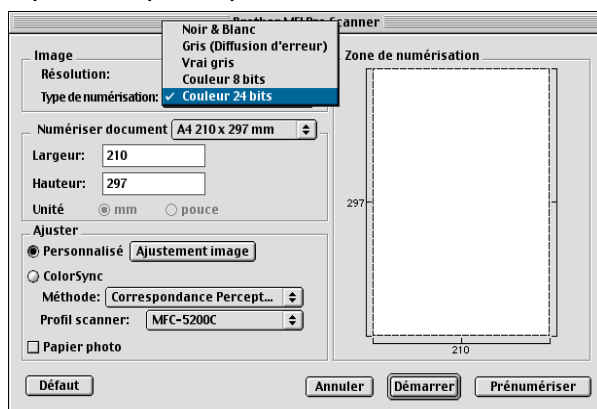 Scanner
Noir & Blanc
Gris (Diffusion d'erreur)
Vrai gris
Couleur 8 bits
✓ Couleur 24 bits
Image
Résolution:
Type de numérisation:
Numériser document A4 210 x 297 mm
Largeur: 210
Hauteur: 297
Unité mm pouce
Ajuster
Personnalisé Ajustement image
ColorSync
Méthode: Correspondance Percept...
Profil scanner: MFC-5200C
Papier photo
Zone de numérisation
297
210
Défaut Annuler Démarrer Prénumériser